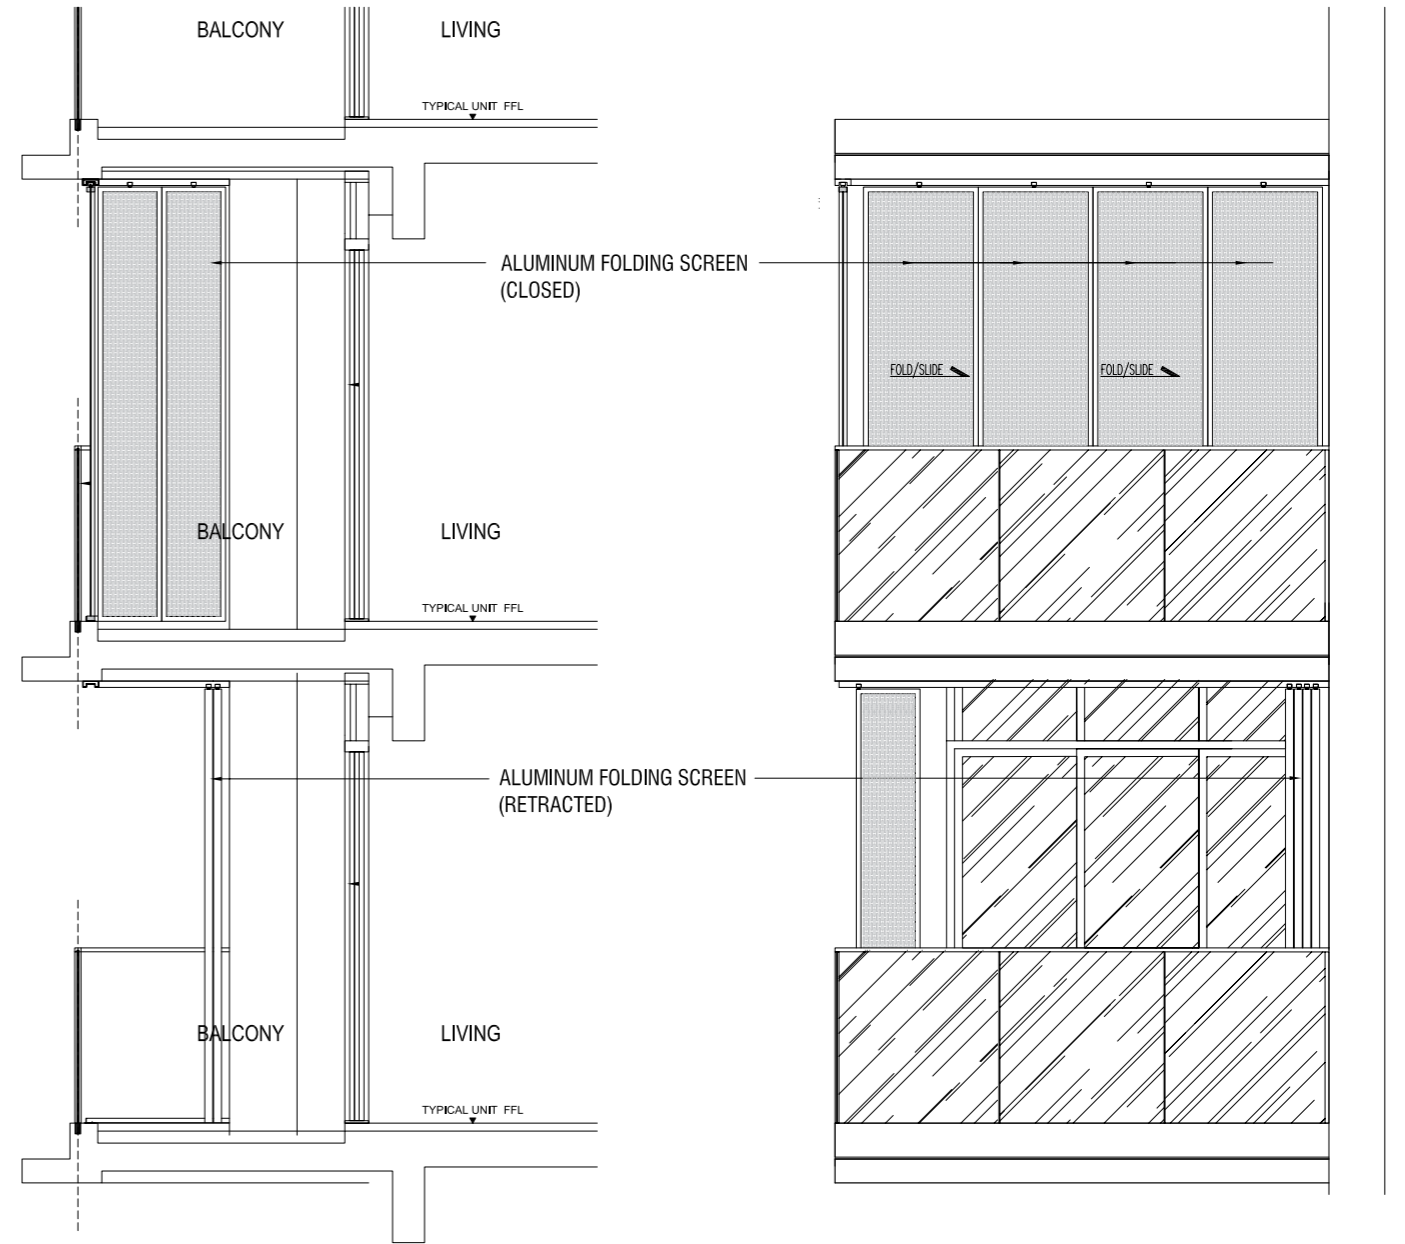 BALCONY LIVING
TYPICAL UNIT FFL
ALUMINUM FOLDING SCREEN
(CLOSED)
FOLD/SLIDE FOLD/SLIDE
BALCONY LIVING
TYPICAL UNIT FFL
ALUMINUM FOLDING SCREEN
(RETRACTED)
BALCONY LIVING
TYPICAL UNIT FFL